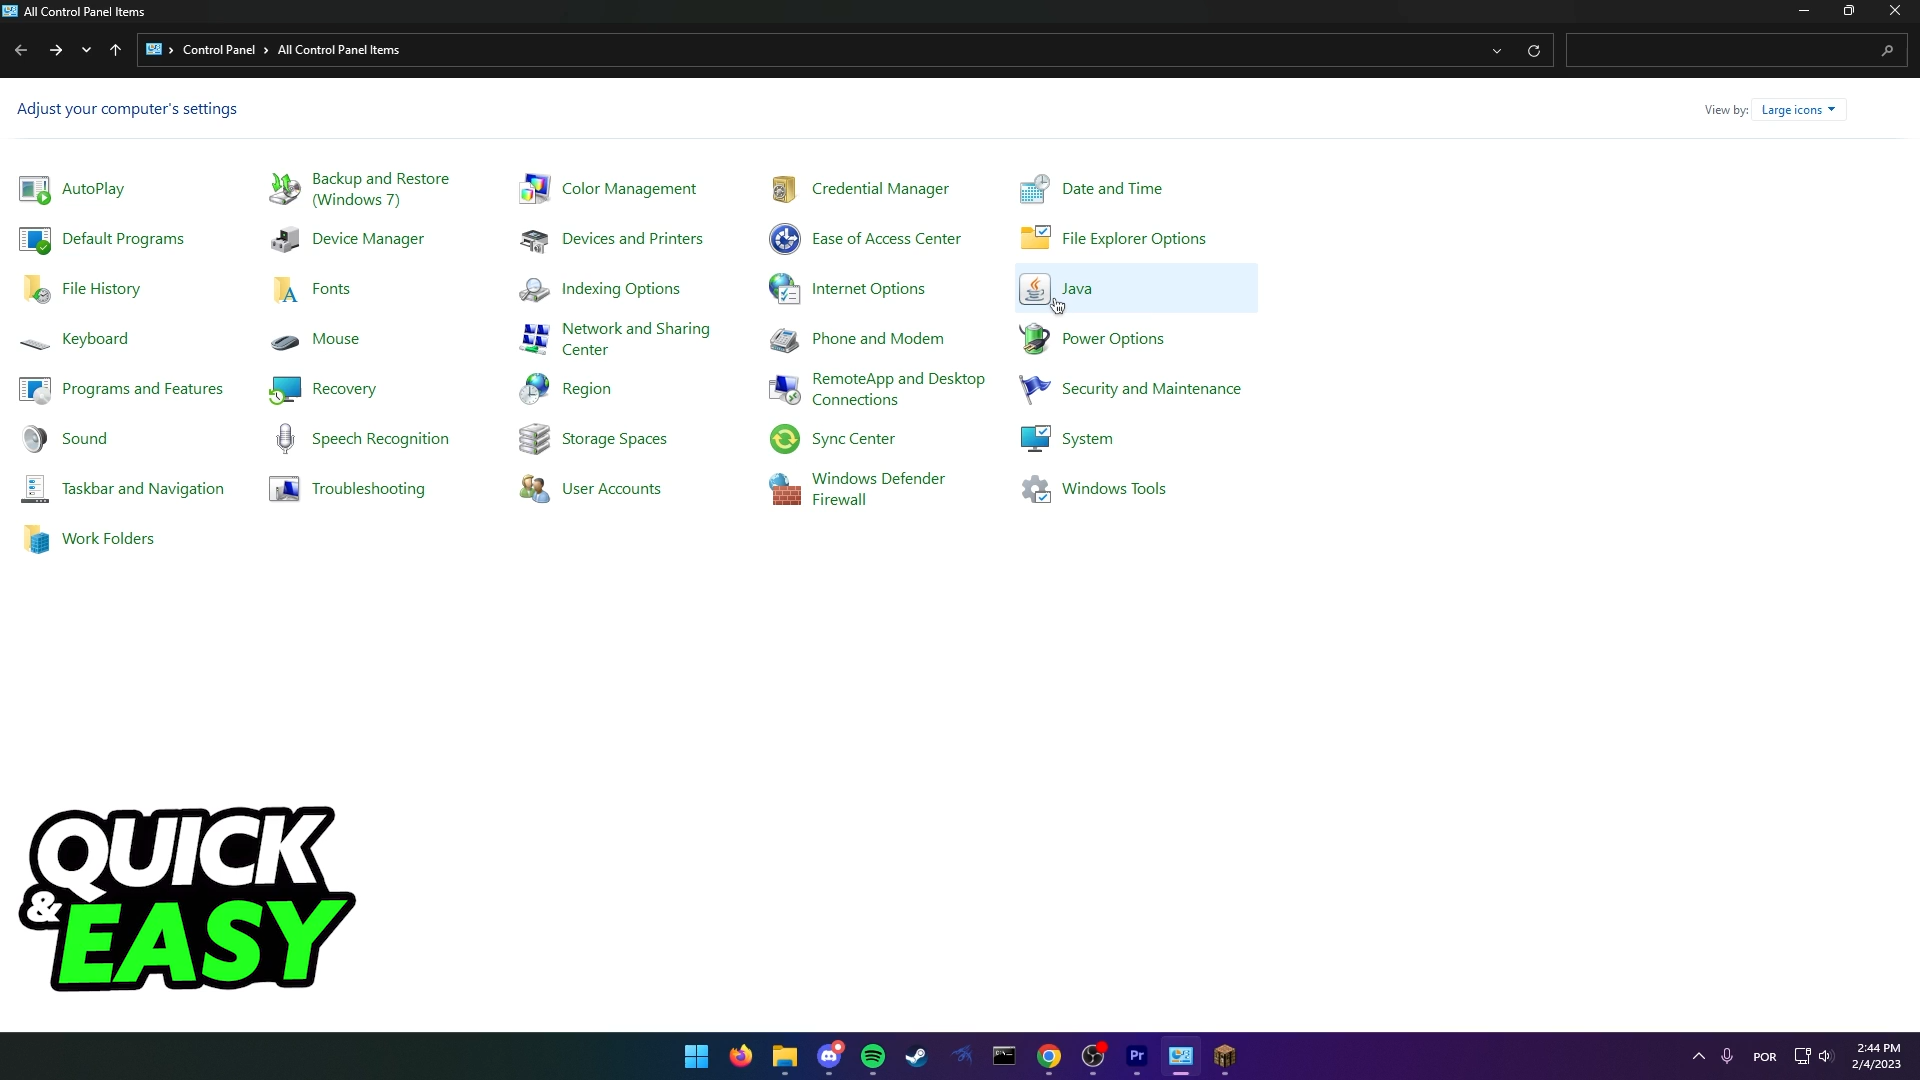 All Control Panel Items
Control Panel > All Control Panel Items
Adjust your computer's settings
View by: Large icons
AutoPlay
Backup and Restore
(Windows 7)
Color Management
Credential Manager
Date and Time
Default Programs
Device Manager
Devices and Printers
Ease of Access Center
File Explorer Options
File History
Fonts
Indexing Options
Internet Options
Java
Keyboard
Mouse
Network and Sharing
Center
Phone and Modem
Power Options
Programs and Features
Recovery
Region
RemoteApp and Desktop
Connections
Security and Maintenance
Sound
Speech Recognition
Storage Spaces
Sync Center
System
Taskbar and Navigation
Troubleshooting
User Accounts
Windows Defender
Firewall
Windows Tools
Work Folders
QUICK
& EASY
Pr
POR
2:44 PM
2/4/2023